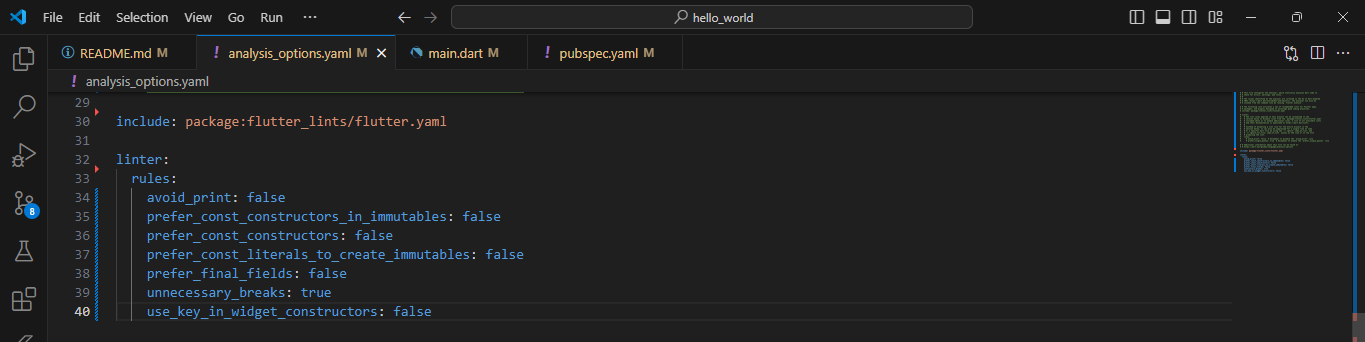 File Edit Selection View Go Run ··· hello_world
README.md M ! analysis_options.yaml M main.dart M ! pubspec.yaml M
! analysis_options.yaml
29
30 include: package:flutter_lints/flutter.yaml
31
32 linter:
33 rules:
34 avoid_print: false
35 prefer_const_constructors_in_immutables: false
36 prefer_const_constructors: false
37 prefer_const_literals_to_create_immutables: false
38 prefer_final_fields: false
39 unnecessary_breaks: true
40 use_key_in_widget_constructors: false
8